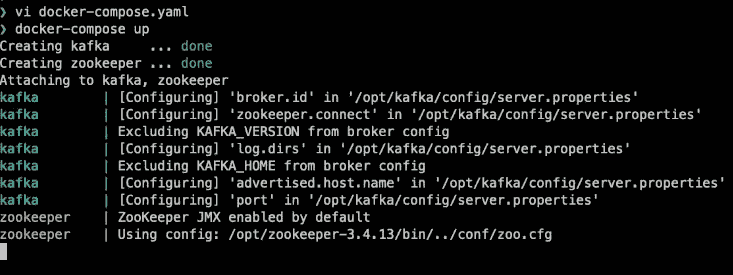 ❯ vi docker-compose.yaml
❯ docker-compose up
Creating kafka     ... done
Creating zookeeper ... done
Attaching to kafka, zookeeper
kafka        | [Configuring] 'broker.id' in '/opt/kafka/config/server.properties'
kafka        | [Configuring] 'zookeeper.connect' in '/opt/kafka/config/server.properties'
kafka        | Excluding KAFKA_VERSION from broker config
kafka        | [Configuring] 'log.dirs' in '/opt/kafka/config/server.properties'
kafka        | Excluding KAFKA_HOME from broker config
kafka        | [Configuring] 'advertised.host.name' in '/opt/kafka/config/server.properties'
kafka        | [Configuring] 'port' in '/opt/kafka/config/server.properties'
zookeeper    | ZooKeeper JMX enabled by default
zookeeper    | Using config: /opt/zookeeper-3.4.13/bin/../conf/zoo.cfg